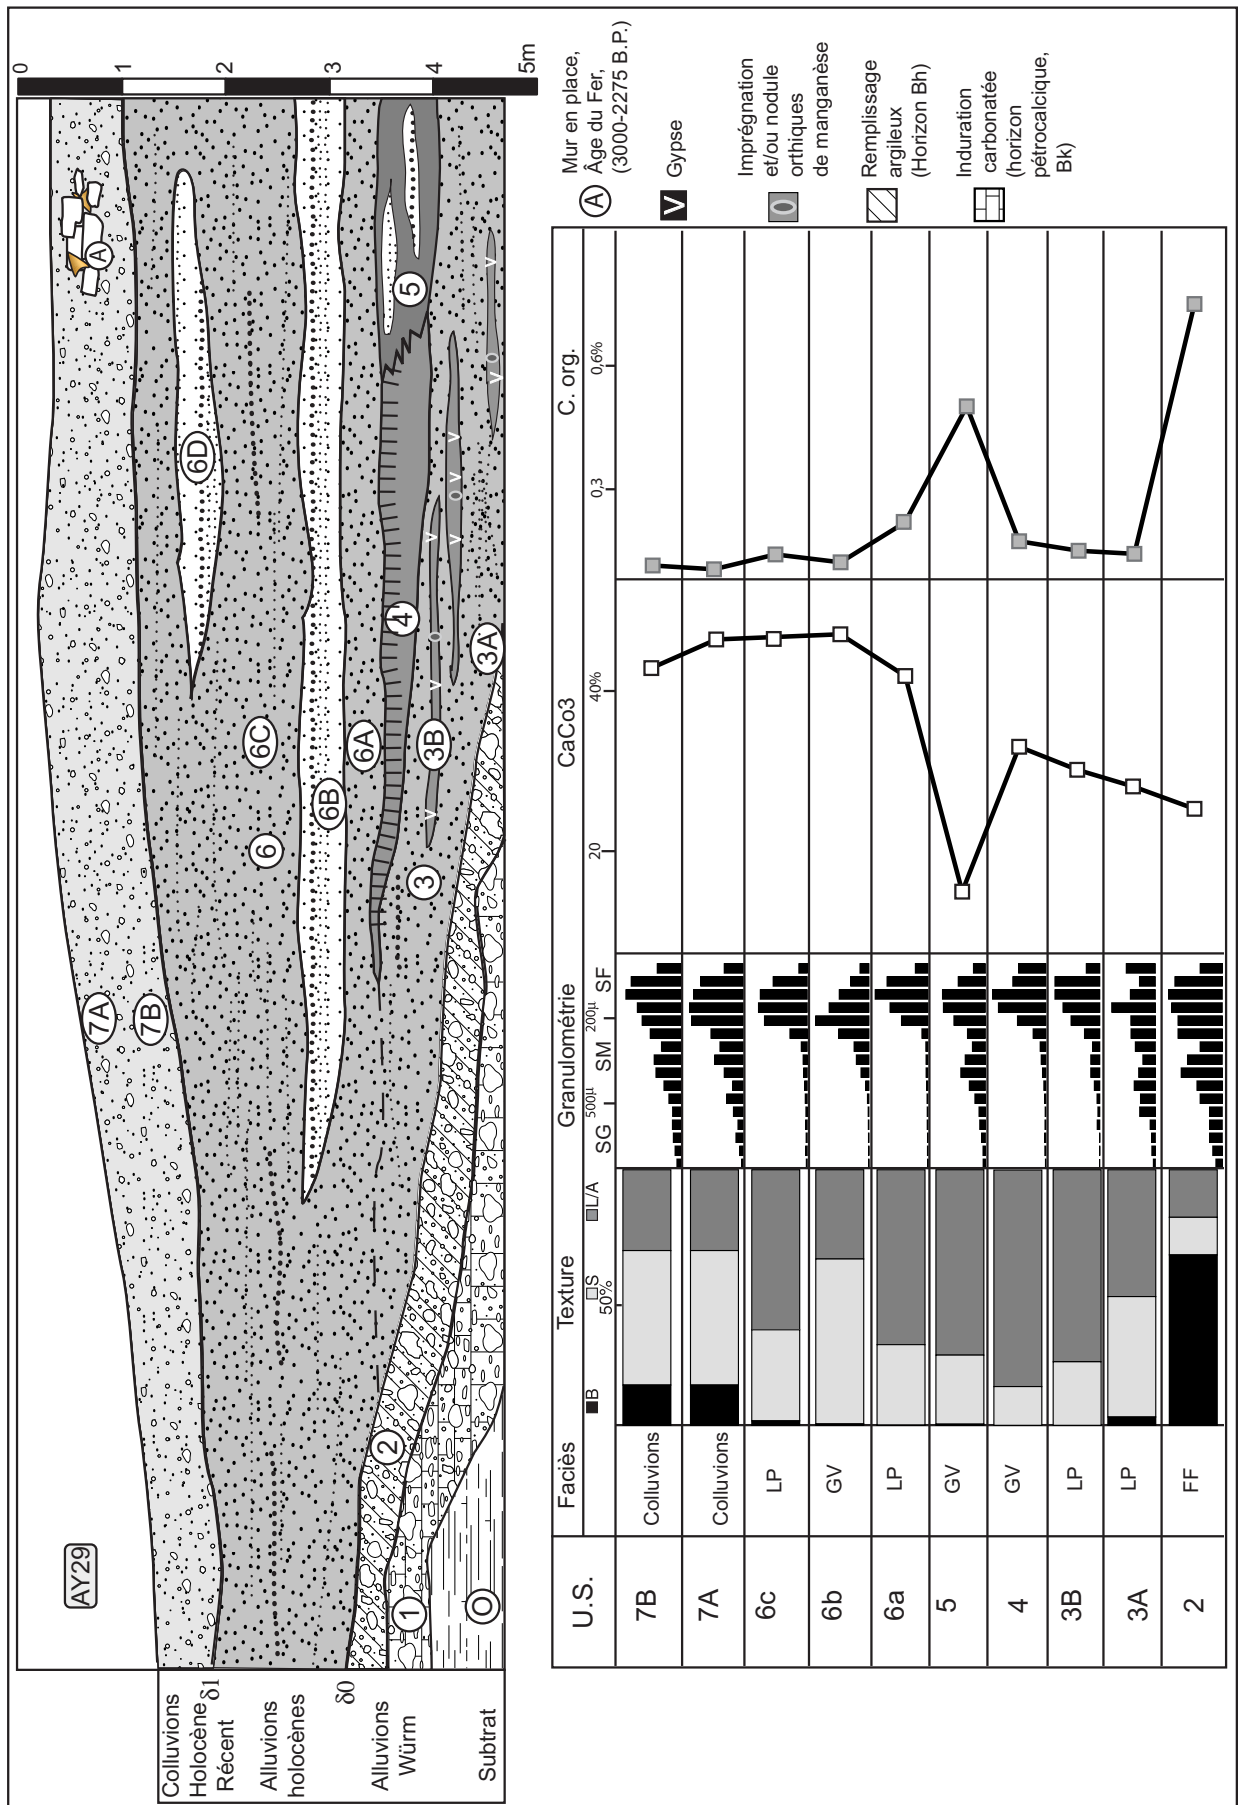 AY29
0
1
2
3
4
5m
Colluvions
Holocène
Récent
δ1
Alluvions
holocènes
δ0
Alluvions
Würm
Subtrat
7A
7B
6D
6C
6
6B
6A
5
4
3B
3A
3
2
1
O
A
V V V V V V V
A
Mur en place,
Âge du Fer,
(3000-2275 B.P.)
V
Gypse
Imprégnation
et/ou nodule
orthiques
de manganèse
Remplissage
argileux
(Horizon Bh)
Induration
carbonatée
(horizon
pétrocalcique,
Bk)
U.S. Faciès Texture Granulométrie CaCo3 C. org.
B S L/A
50%
SG 500µ SM 200µ SF
20 40%
0,3 0,6%
7B Colluvions
7A Colluvions
6c LP
6b GV
6a LP
5 GV
4 GV
3B LP
3A LP
2 FF